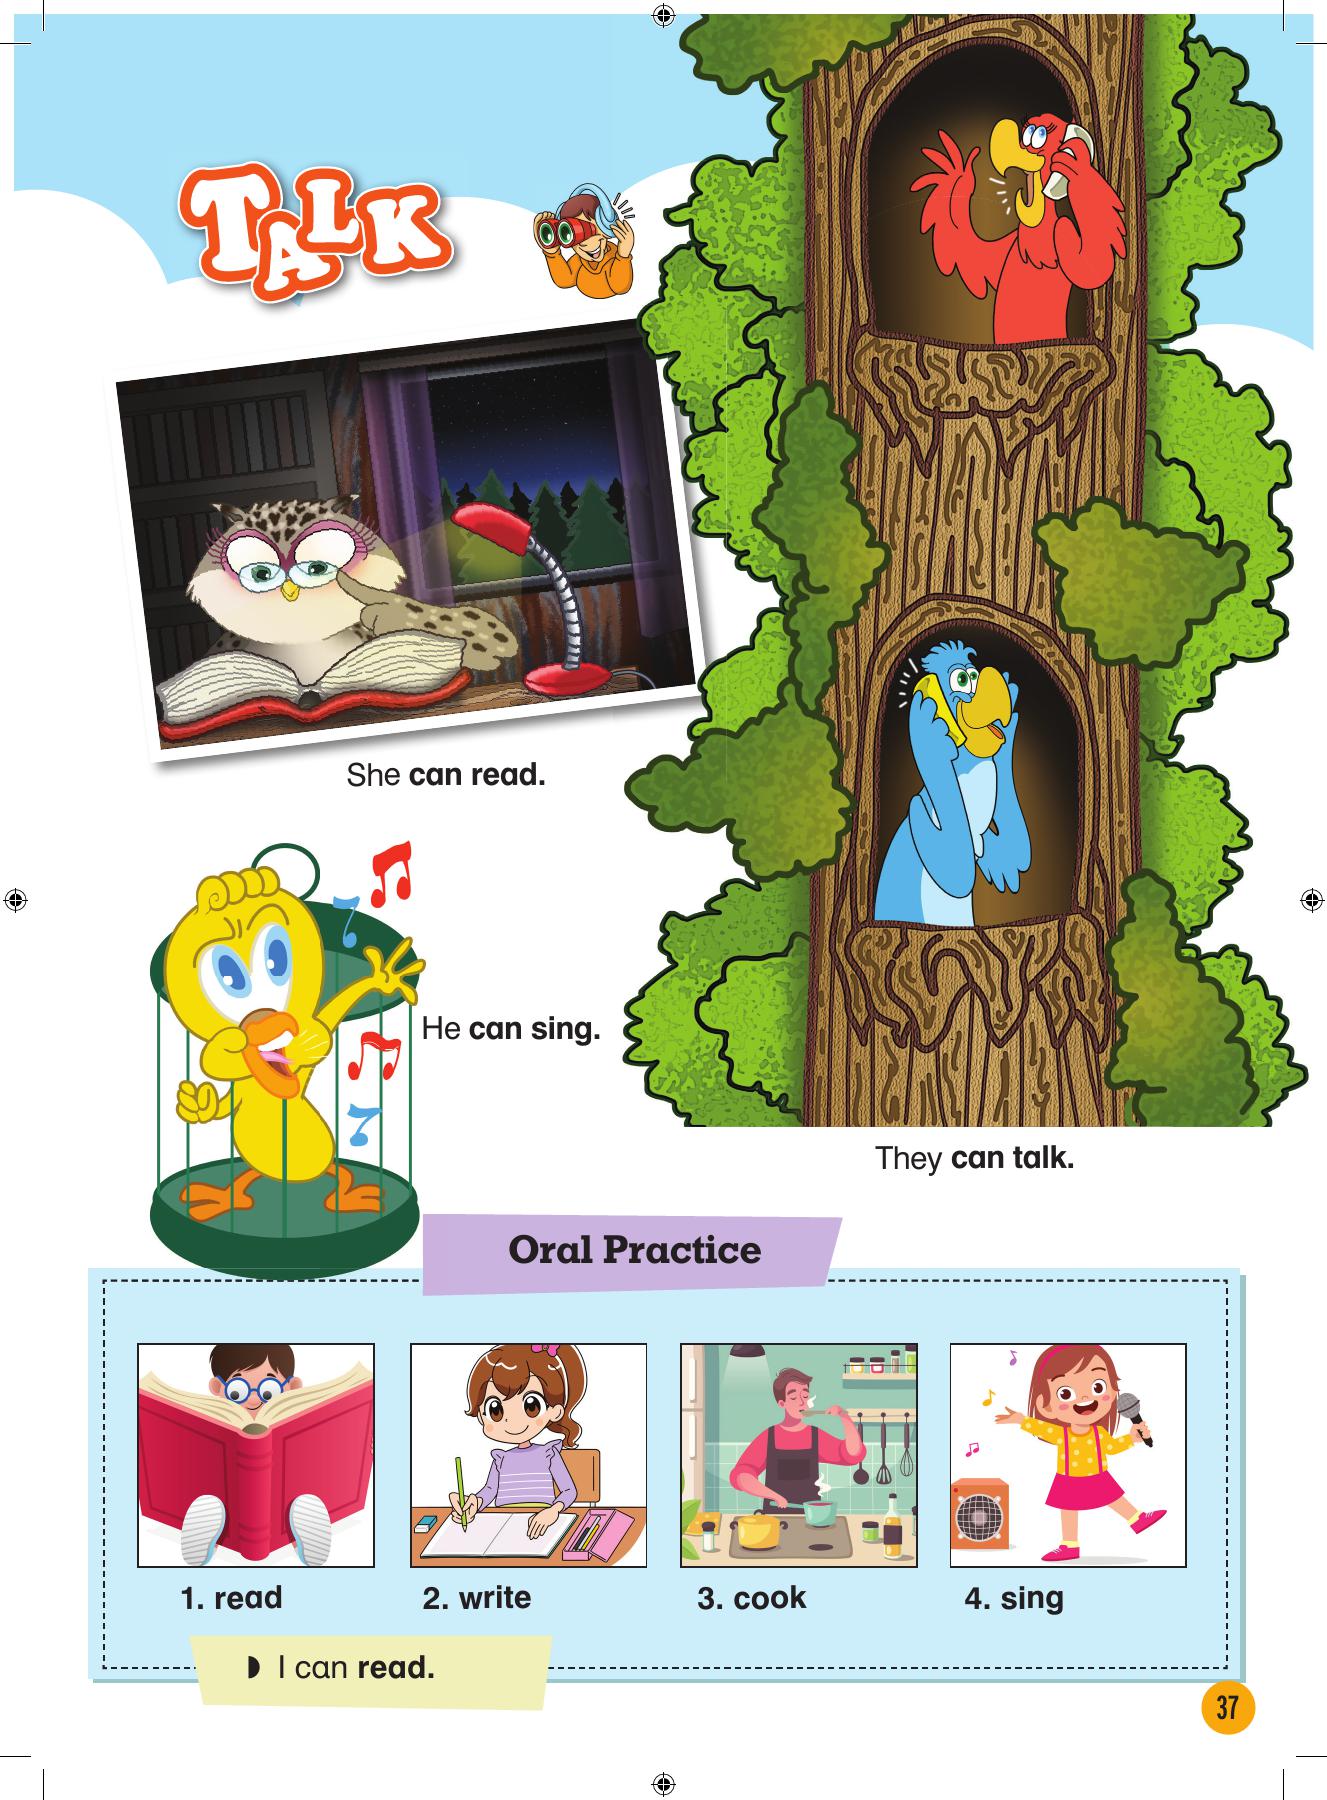 TALK
She can read.
He can sing.
They can talk.
Oral Practice
1. read
2. write
3. cook
4. sing
I can read.
37